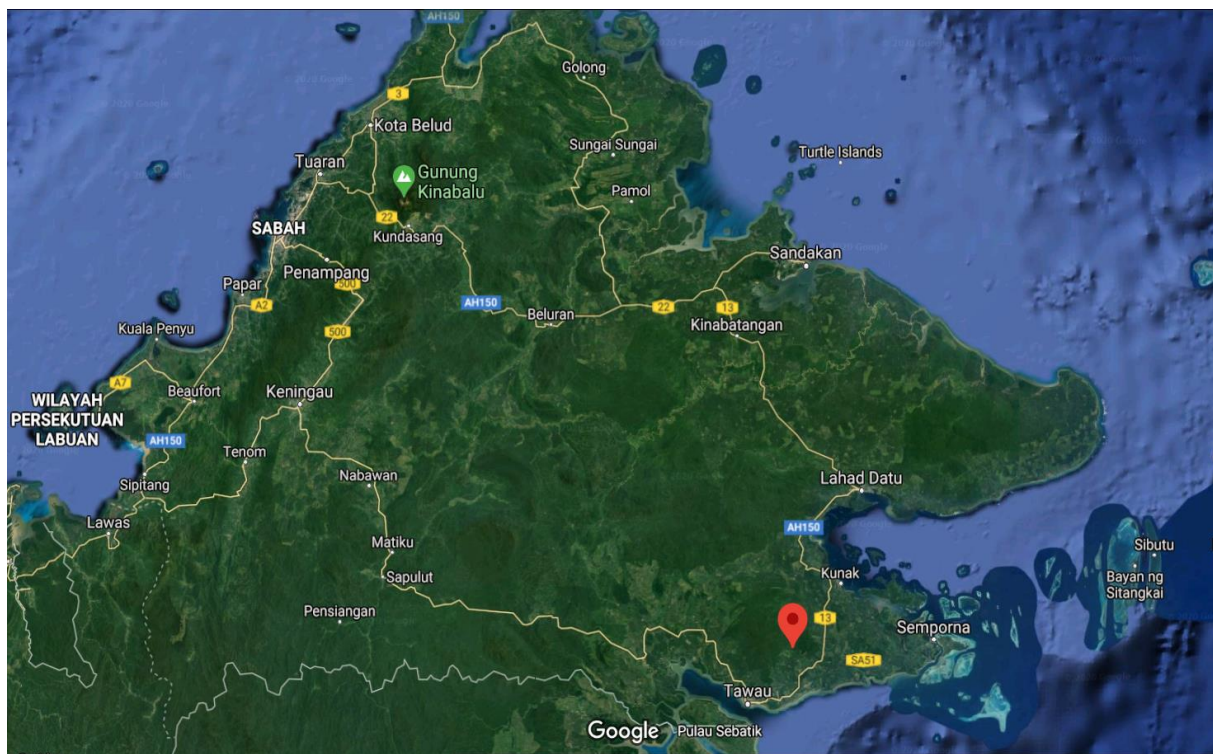 AH150
Golong
3
Kota Belud
Sungai Sungai
Turtle Islands
Tuaran
Gunung
Kinabalu
Pamol
22
SABAH
Kundasang
Sandakan
Penampang
500
Papar
A2
AH150
22
13
Beluran
Kinabatangan
Kuala Penyu
500
A7
Beaufort
Keningau
WILAYAH
PERSEKUTUAN
LABUAN
AH150
Tenom
Sipitang
Nabawan
Lahad Datu
Lawas
AH150
Matiku
Sibutu
Sapulut
Kunak
Bayan ng
Sitangkai
Pensiangan
13
Semporna
SA51
Tawau
Google
Pulau Sebatik